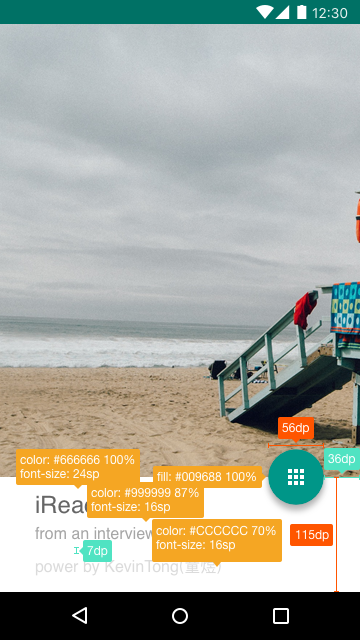 12:30
56dp
color: #666666 100%
font-size: 24sp
36dp
fill: #009688 100%
color: #999999 87%
font-size: 16sp
iRea
color: #CCCCCC 70%
font-size: 16sp
from an interview
115dp
7dp
power by KevinTong(童煜)